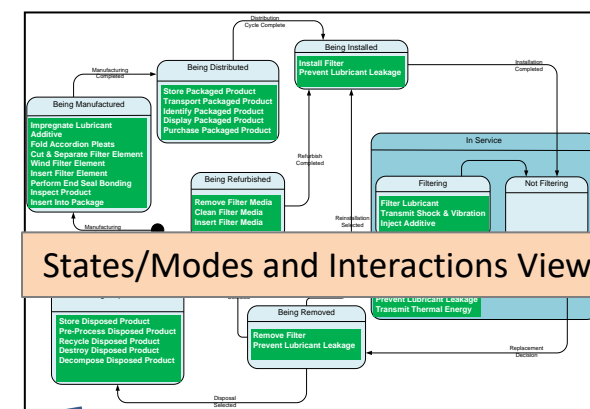 Distribution
Cycle Complete
Being Installed
Install Filter
Prevent Lubricant Leakage
Installation
Completed
Manufacturing
Completed
Being Distributed
Store Packaged Product
Transport Packaged Product
Identify Packaged Product
Display Packaged Product
Purchase Packaged Product
Being Manufactured
Impregnate Lubricant
Additive
Fold Accordion Pleats
Cut & Separate Filter Element
Wind Filter Element
Insert Filter Element
Perform End Seal Bonding
Inspect Product
Insert Into Package
Refurbish
Completed
In Service
Being Refurbished
Remove Filter Media
Clean Filter Media
Insert Filter Media
Filtering
Filter Lubricant
Transmit Shock & Vibration
Inject Additive
Not Filtering
Reinstallation
Selected
Manufacturing
States/Modes and Interactions View
Prevent Lubricant Leakage
Transmit Thermal Energy
Store Disposed Product
Pre-Process Disposed Product
Recycle Disposed Product
Destroy Disposed Product
Decompose Disposed Product
Being Removed
Remove Filter
Prevent Lubricant Leakage
Replacement
Decision
Disposal
Selected